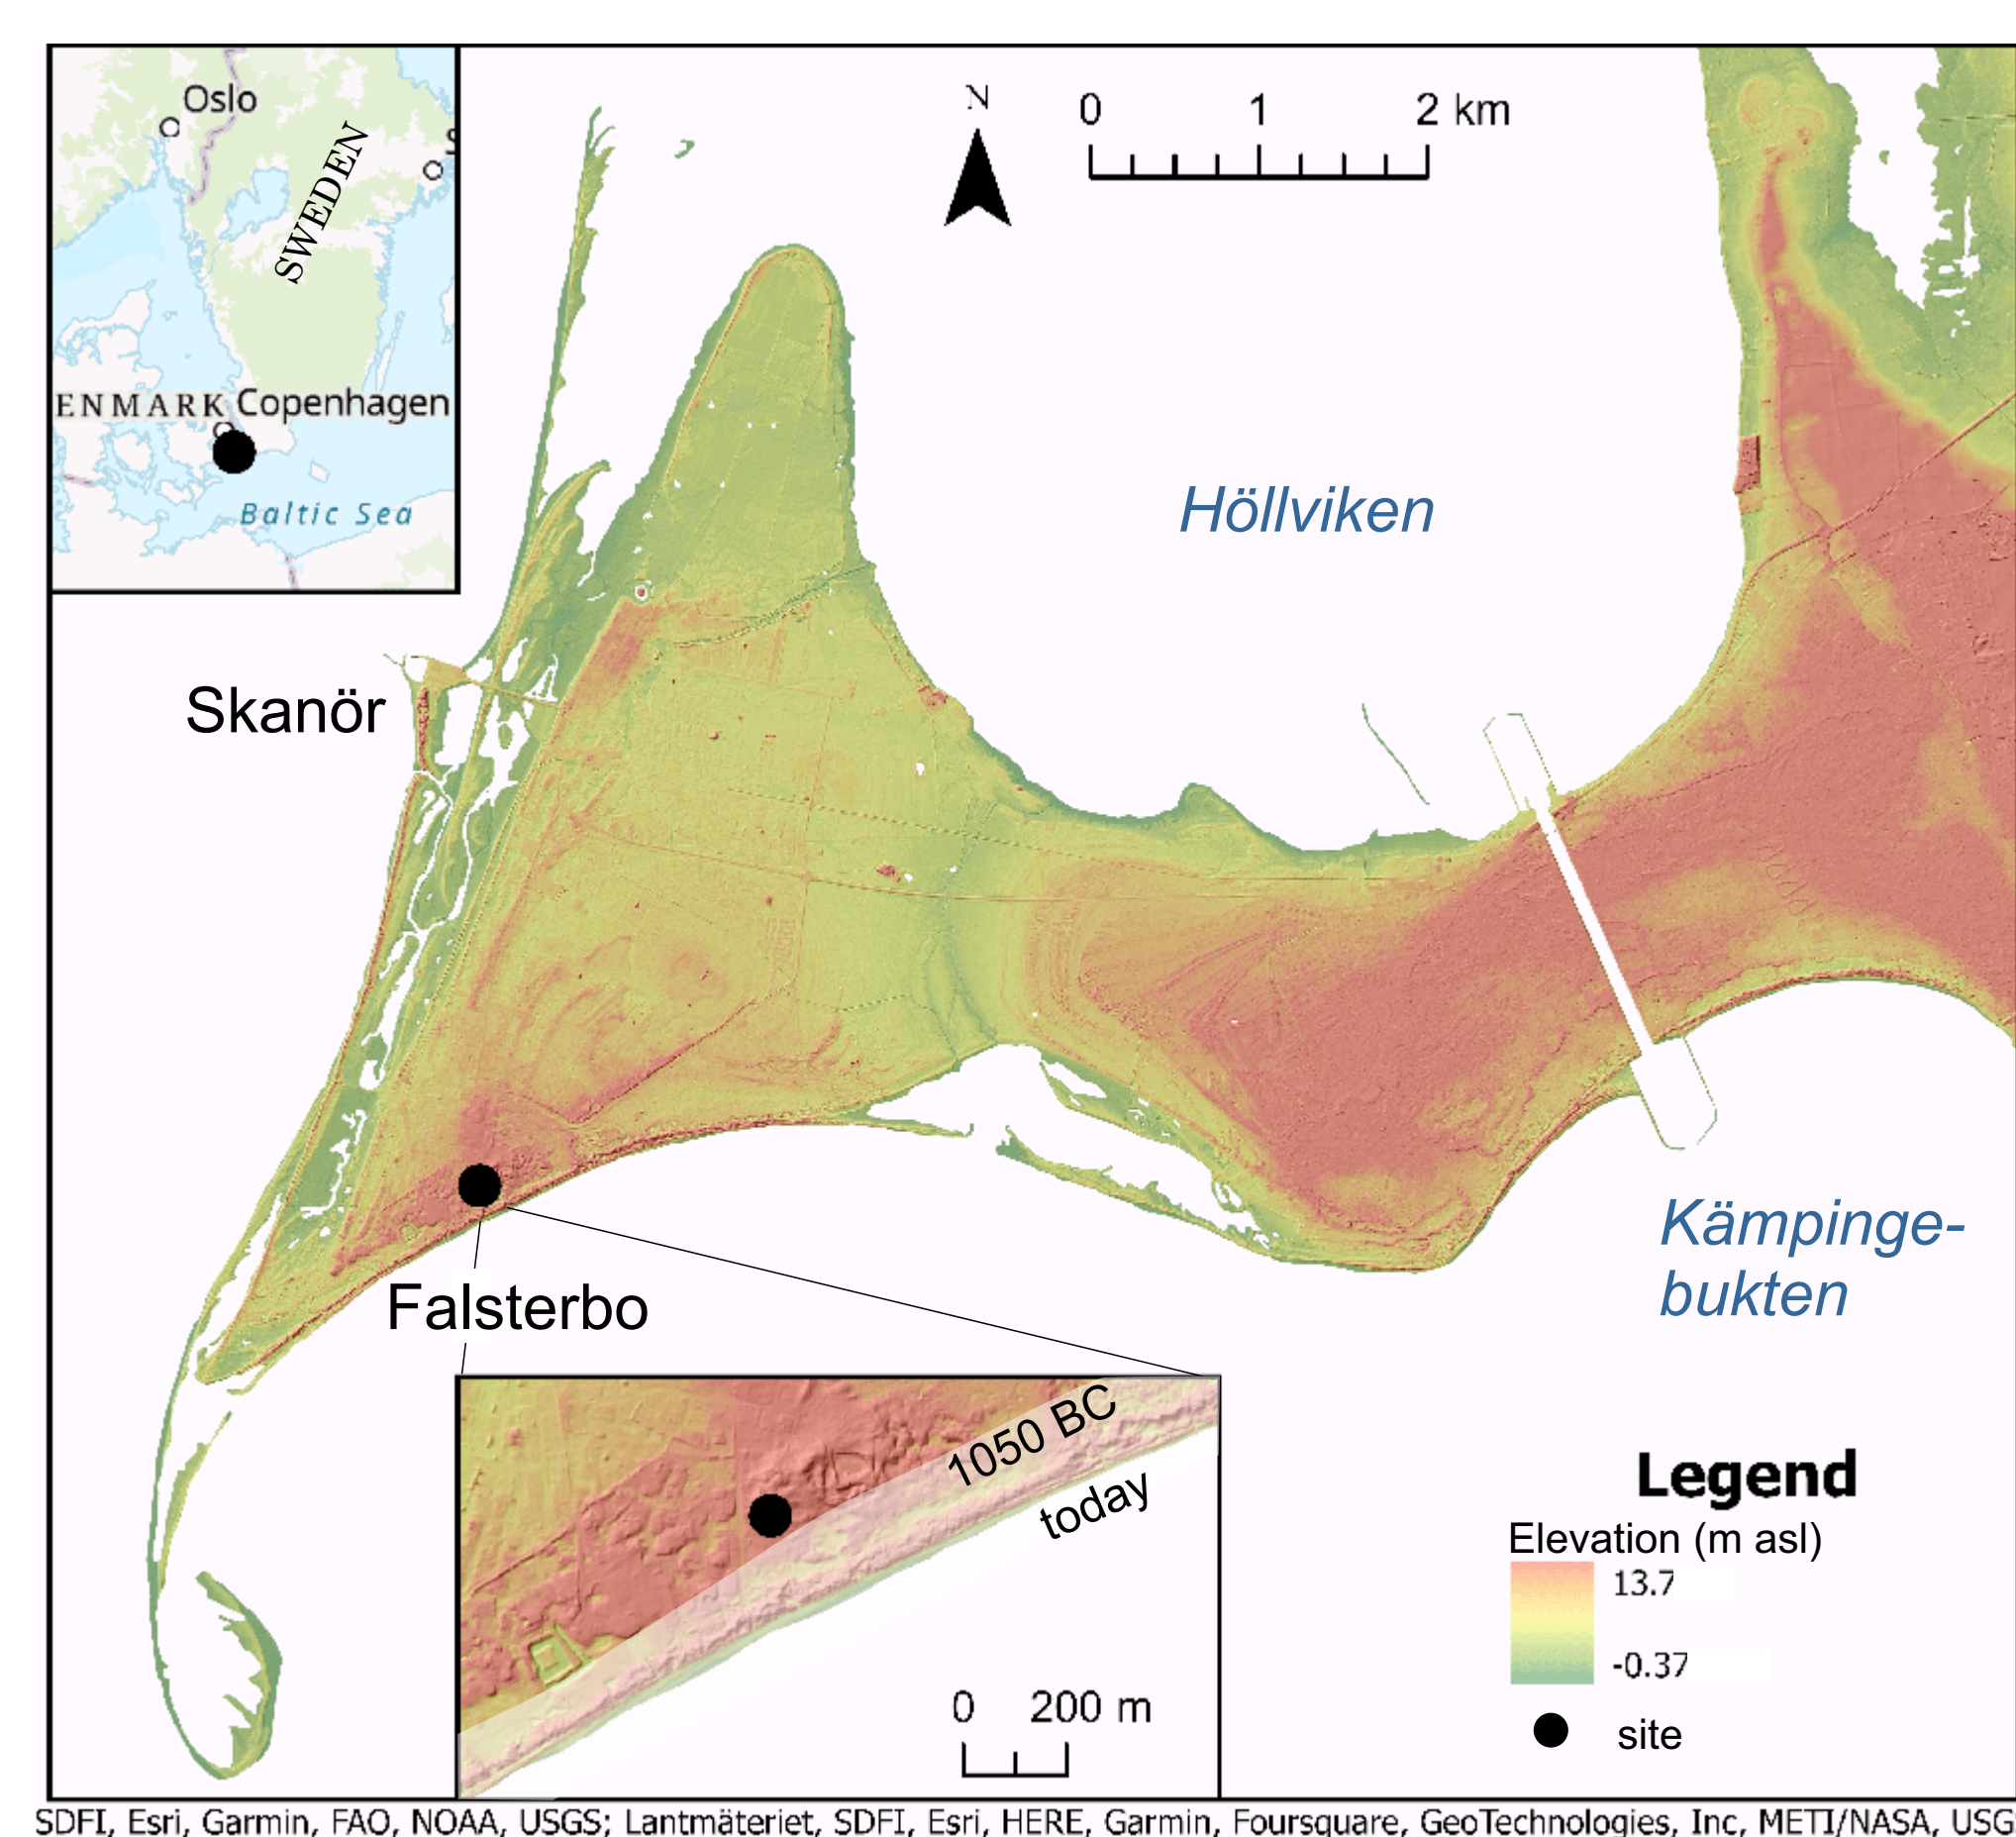 Oslo
SWEDEN
ENMARK
Copenhagen
Baltic Sea
N
0 1 2 km
Höllviken
Skanör
Kämpinge-
bukten
Falsterbo
1050 BC
today
0 200 m
Legend
Elevation (m asl)
13.7
-0.37
site
SDFI, Esri, Garmin, FAO, NOAA, USGS; Lantmäteriet, SDFI, Esri, HERE, Garmin, Foursquare, GeoTechnologies, Inc, METI/NASA, USG